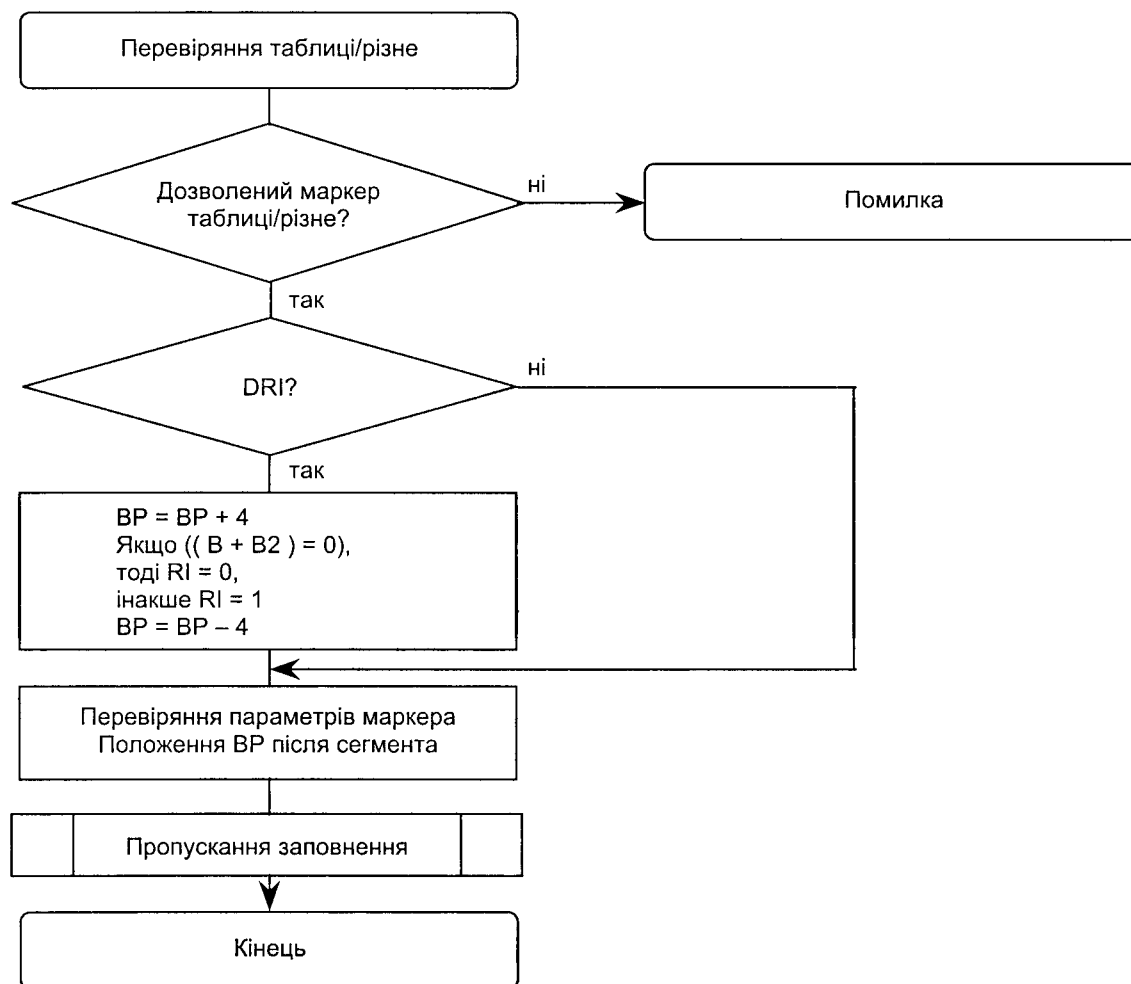 Перевіряння таблиці/різне
Дозволений маркер
таблиці/різне?
ні
Помилка
так
DRI?
ні
так
BP = BP + 4
Якщо (( B + B2 ) = 0),
тоді RI = 0,
інакше RI = 1
BP = BP – 4
Перевіряння параметрів маркера
Положення BP після сегмента
Пропускання заповнення
Кінець